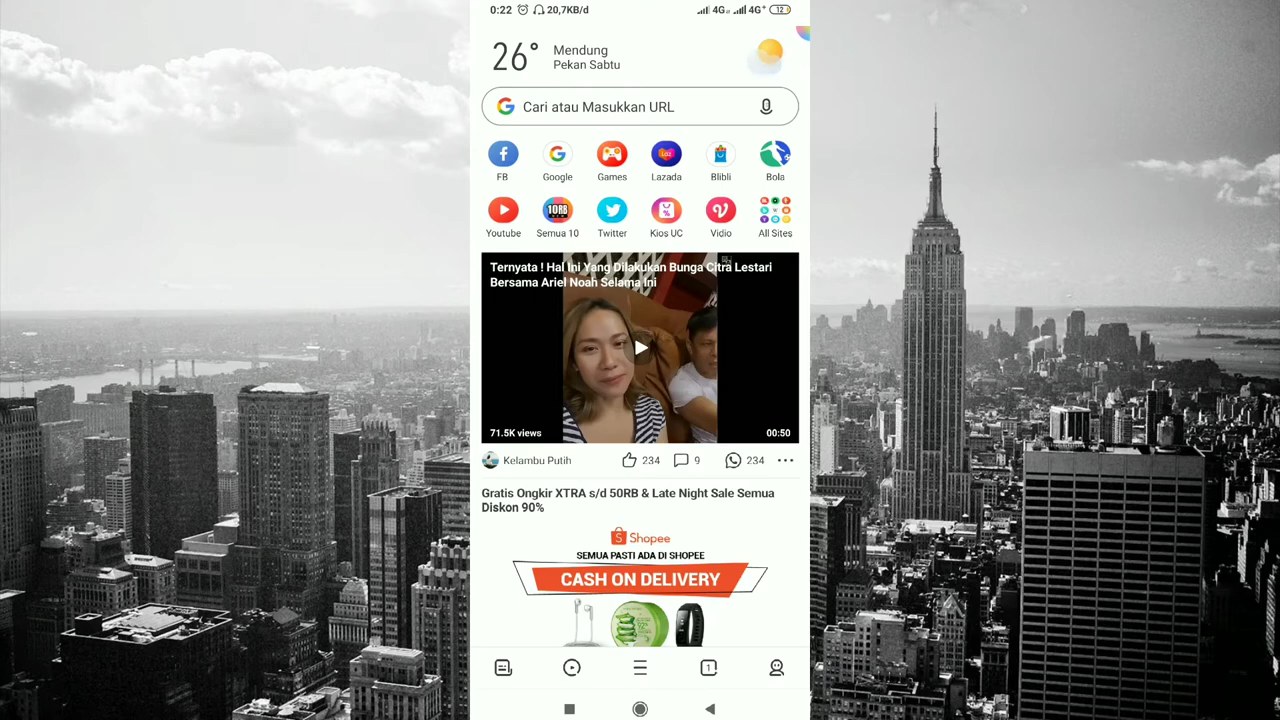 0:22 20,7KB/d 4G 4G+ 12
26° Mendung
Pekan Sabtu
Cari atau Masukkan URL
FB Google Games Lazada Blibli Bola
Youtube Semua 10 Twitter Kios UC Vidio All Sites
Ternyata ! Hal Ini Yang Dilakukan Bunga Citra Lestari
Bersama Ariel Noah Selama Ini
71.5K views 00:50
Kelambu Putih 234 9 234
Gratis Ongkir XTRA s/d 50RB & Late Night Sale Semua
Diskon 90%
Shopee
SEMUA PASTI ADA DI SHOPEE
CASH ON DELIVERY
1